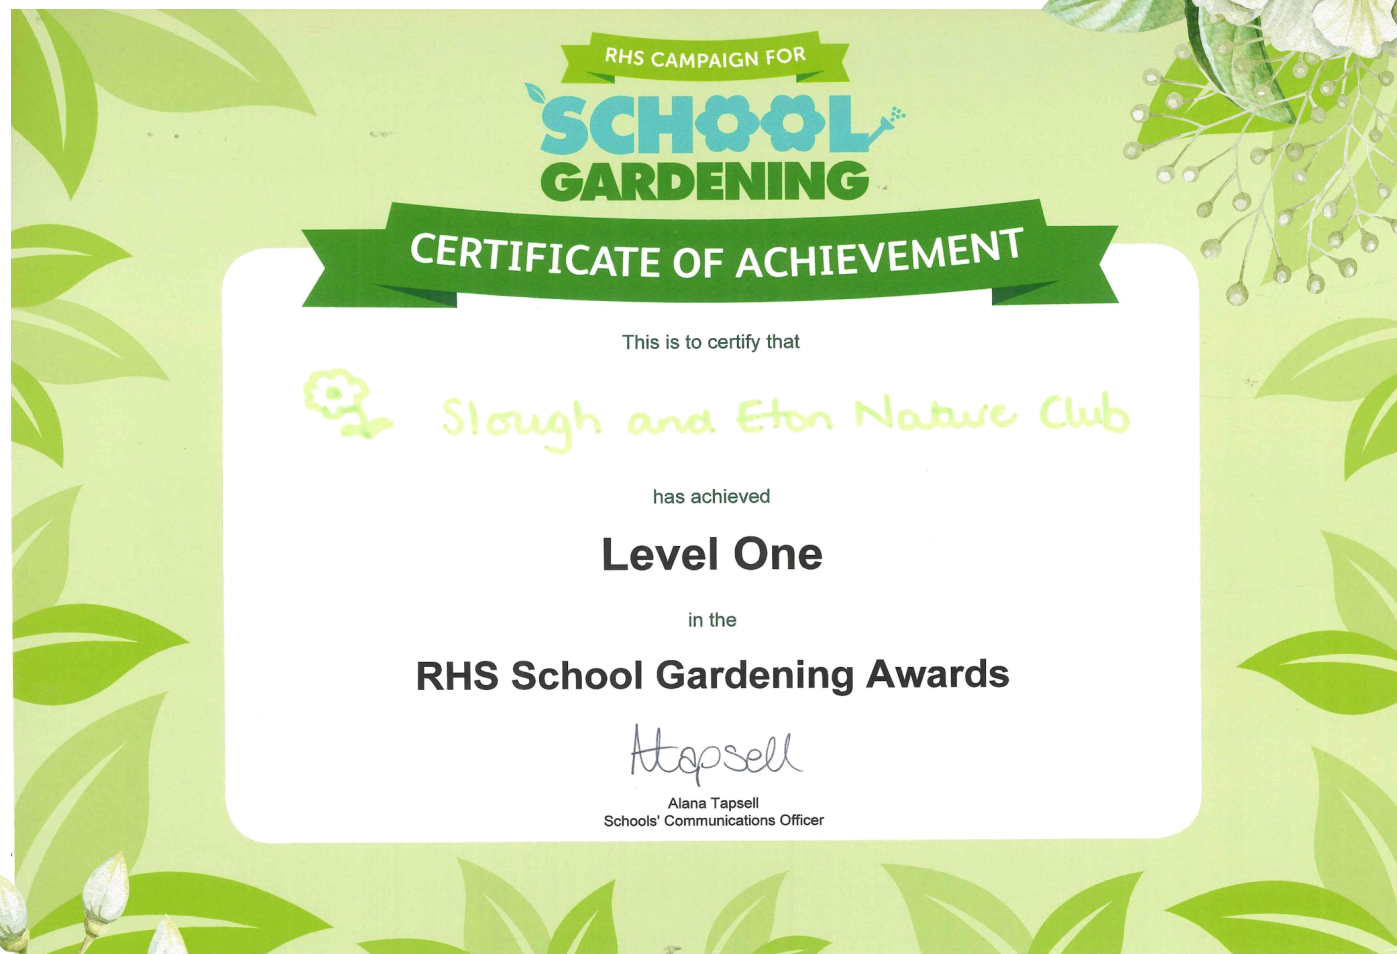 RHS CAMPAIGN FOR
SCHOOL
GARDENING
CERTIFICATE OF ACHIEVEMENT
This is to certify that
Slough and Eton Nature Club
has achieved
Level One
in the
RHS School Gardening Awards
Atapsell
Alana Tapsell
Schools' Communications Officer